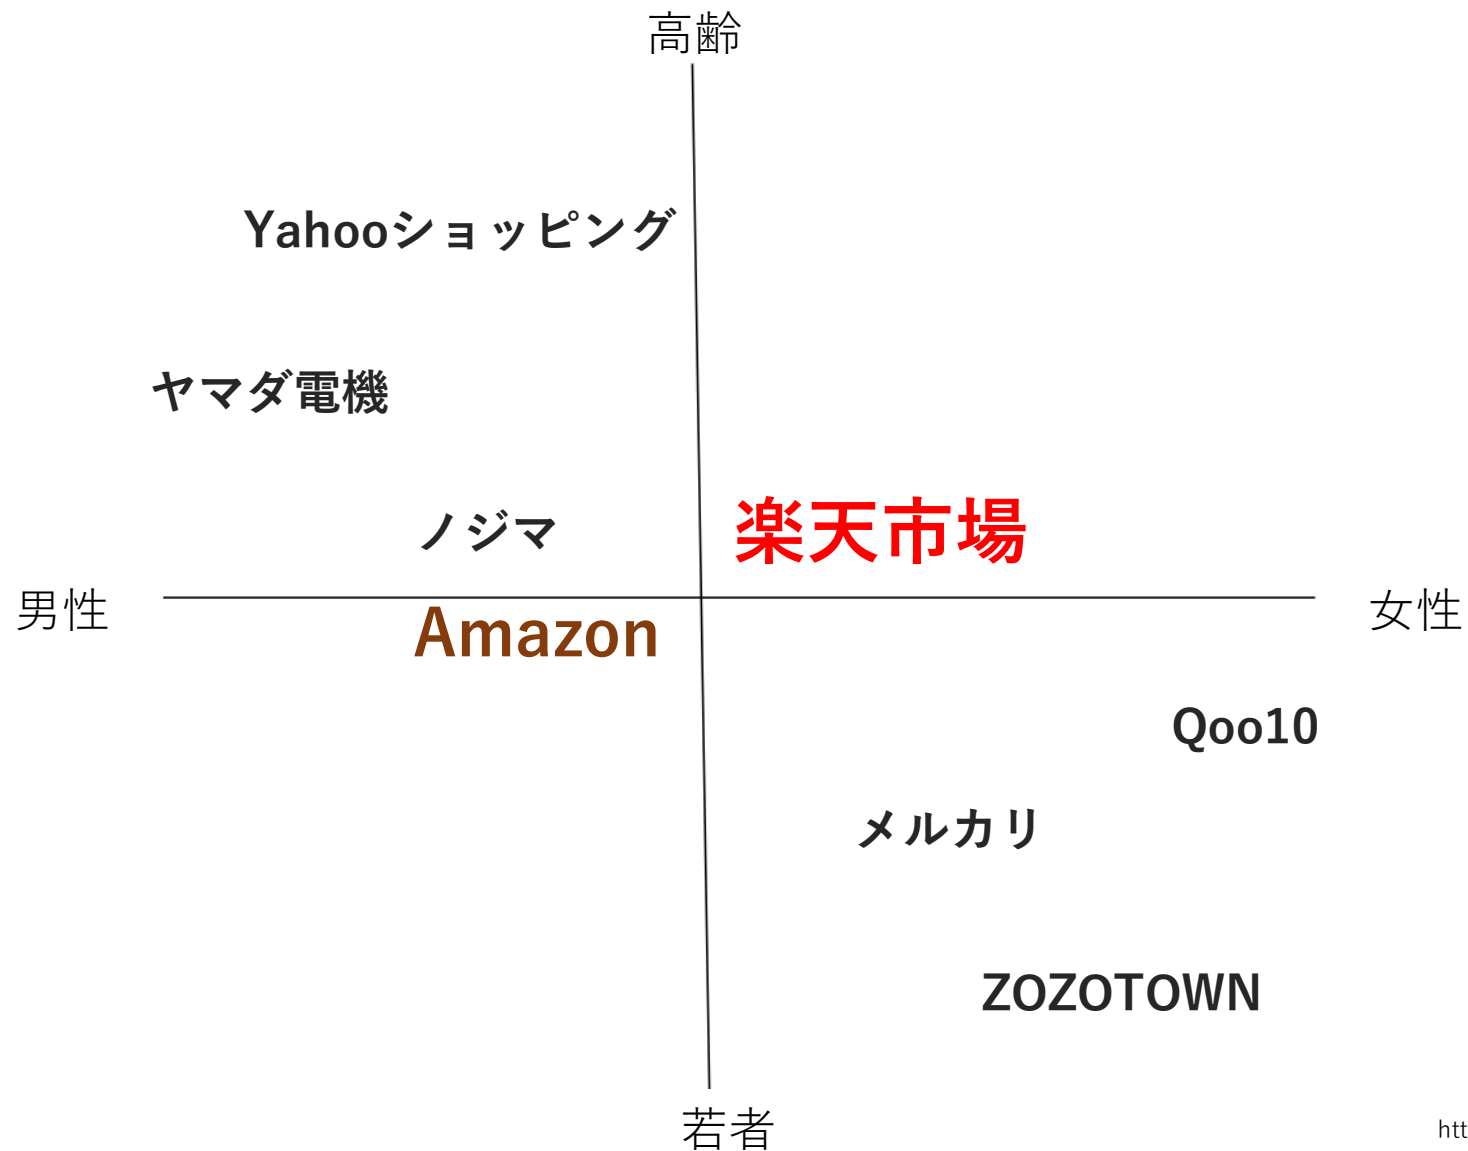 高齢
Yahooショッピング
ヤマダ電機
ノジマ
楽天市場
男性
女性
Amazon
Qoo10
メルカリ
ZOZOTOWN
若者
htt